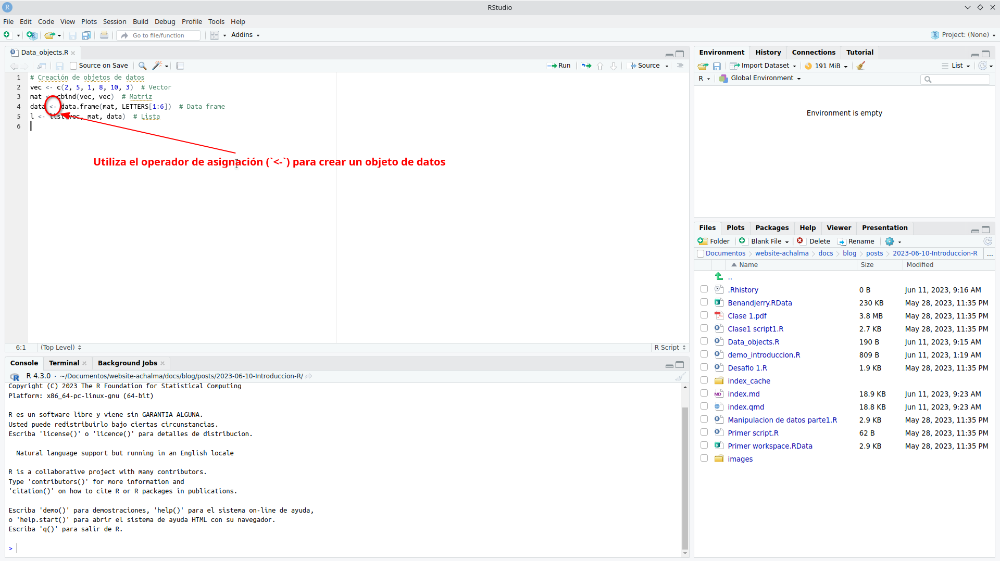 RStudio
File Edit Code View Plots Session Build Debug Profile Tools Help
Go to file/function Addins Project: (None)
Data_objects.R
Source on Save Run Source
1 # Creación de objetos de datos
2 vec <- c(2, 5, 1, 8, 10, 3)  # Vector
3 mat <- cbind(vec, vec)  # Matriz
4 data <- data.frame(mat, LETTERS[1:6])  # Data frame
5 l <- list(vec, mat, data)  # Lista
6
Utiliza el operador de asignación (`<-`) para crear un objeto de datos
6:1 (Top Level) R Script
Console Terminal Background Jobs
R 4.3.0 · ~/Documentos/website-achalma/docs/blog/posts/2023-06-10-Introduccion-R/
Copyright (C) 2023 The R Foundation for Statistical Computing
Platform: x86_64-pc-linux-gnu (64-bit)
R es un software libre y viene sin GARANTIA ALGUNA.
Usted puede redistribuirlo bajo ciertas circunstancias.
Escriba 'license()' o 'licence()' para detalles de distribucion.
Natural language support but running in an English locale
R is a collaborative project with many contributors.
Type 'contributors()' for more information and
'citation()' on how to cite R or R packages in publications.
Escriba 'demo()' para demostraciones, 'help()' para el sistema on-line de ayuda,
o 'help.start()' para abrir el sistema de ayuda HTML con su navegador.
Escriba 'q()' para salir de R.
>
Environment History Connections Tutorial
Import Dataset 191 MiB List
R Global Environment
Environment is empty
Files Plots Packages Help Viewer Presentation
Folder Blank File Delete Rename
Documentos > website-achalma > docs > blog > posts > 2023-06-10-Introduccion-R ...
Name Size Modified
..
.Rhistory 0 B Jun 11, 2023, 9:16 AM
Benandjerry.RData 230 KB May 28, 2023, 11:35 PM
Clase 1.pdf 3.8 MB May 28, 2023, 11:35 PM
Clase1 script1.R 2.7 KB May 28, 2023, 11:35 PM
Data_objects.R 190 B Jun 11, 2023, 9:15 AM
demo_introduccion.R 809 B Jun 11, 2023, 1:19 AM
Desafio 1.R 1.9 KB May 28, 2023, 11:35 PM
index_cache
index.md 18.9 KB Jun 11, 2023, 9:23 AM
index.qmd 18.8 KB Jun 11, 2023, 9:23 AM
Manipulacion de datos parte1.R 2.9 KB May 28, 2023, 11:35 PM
Primer script.R 62 B May 28, 2023, 11:35 PM
Primer workspace.RData 2.9 KB May 28, 2023, 11:35 PM
images